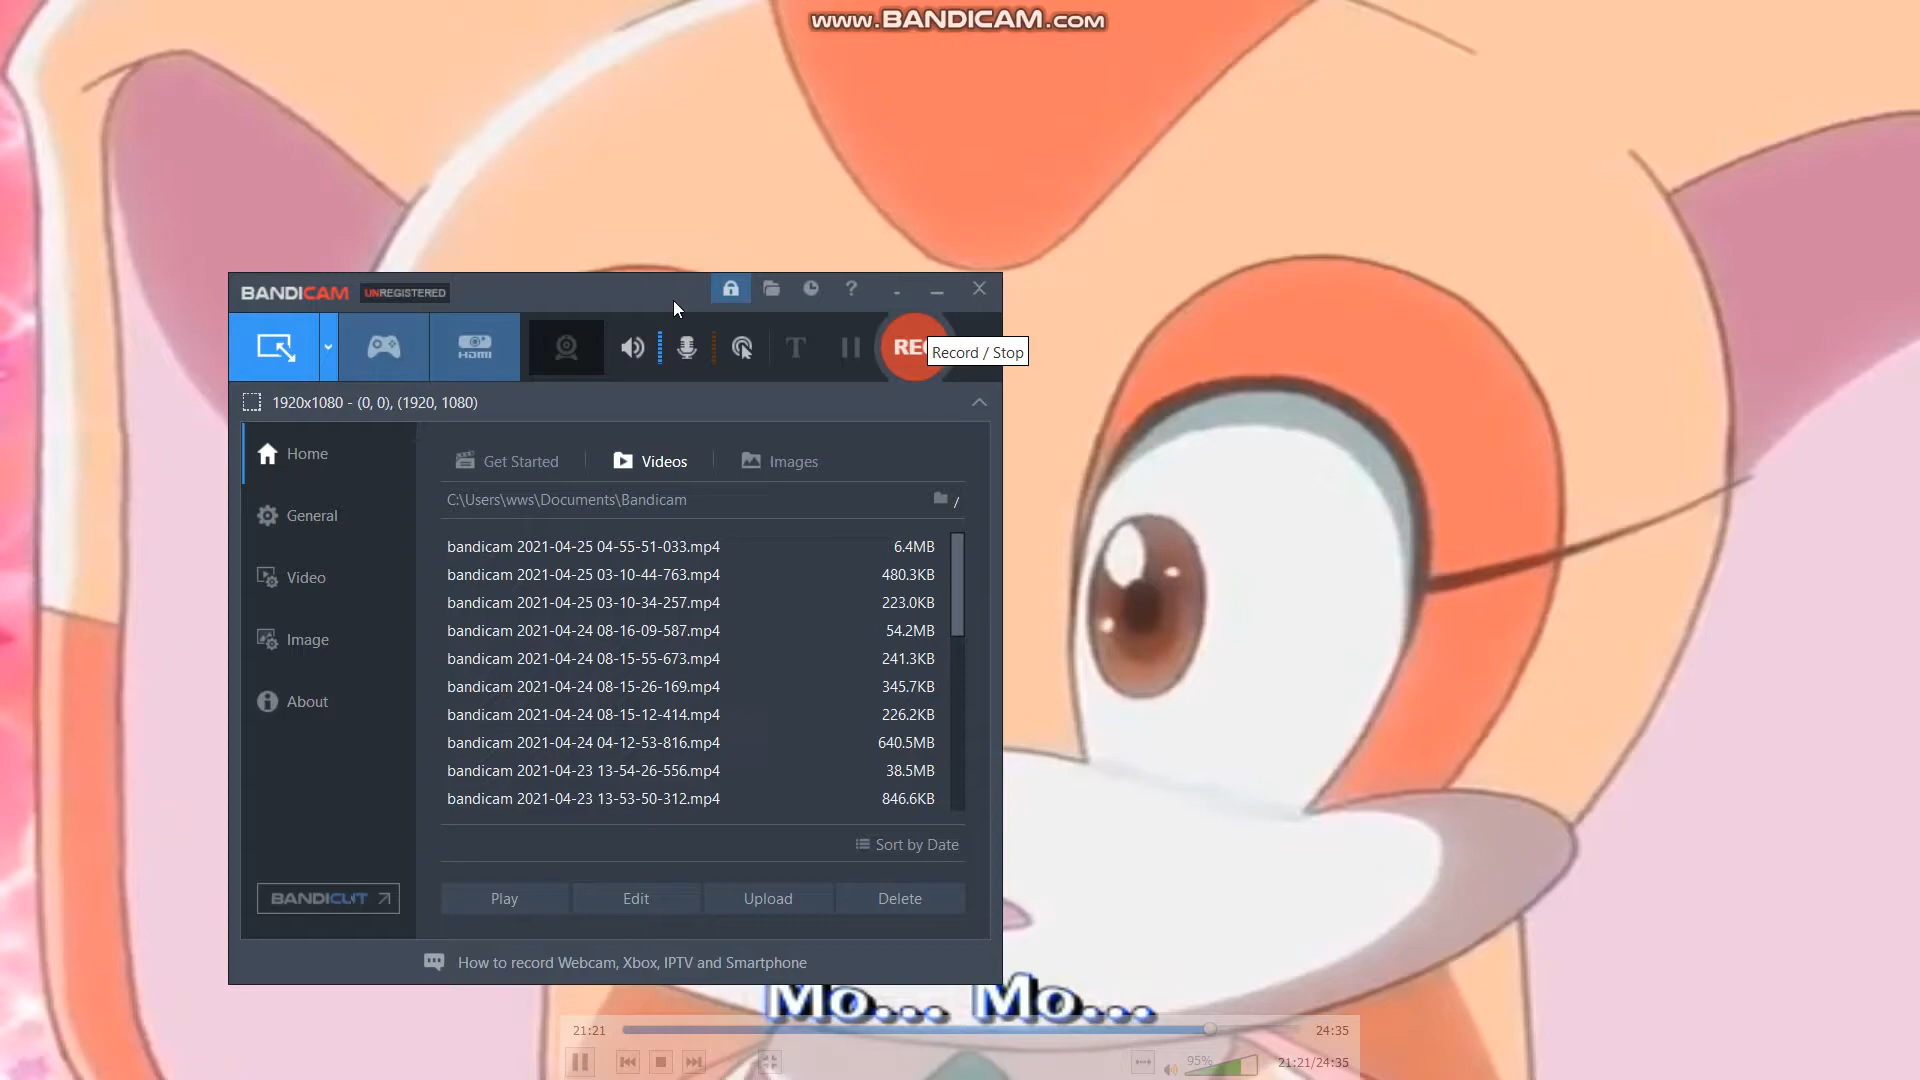 www.BANDICAM.com
BANDICAM UNREGISTERED
?
HDMI
T
REC
Record / Stop
1920x1080 - (0, 0), (1920, 1080)
Home
General
Video
Image
About
BANDICUT
Get Started
Videos
Images
C:\Users\wws\Documents\Bandicam
/
bandicam 2021-04-25 04-55-51-033.mp4 6.4MB
bandicam 2021-04-25 03-10-44-763.mp4 480.3KB
bandicam 2021-04-25 03-10-34-257.mp4 223.0KB
bandicam 2021-04-24 08-16-09-587.mp4 54.2MB
bandicam 2021-04-24 08-15-55-673.mp4 241.3KB
bandicam 2021-04-24 08-15-26-169.mp4 345.7KB
bandicam 2021-04-24 08-15-12-414.mp4 226.2KB
bandicam 2021-04-24 04-12-53-816.mp4 640.5MB
bandicam 2021-04-23 13-54-26-556.mp4 38.5MB
bandicam 2021-04-23 13-53-50-312.mp4 846.6KB
Sort by Date
Play Edit Upload Delete
How to record Webcam, Xbox, IPTV and Smartphone
Mo... Mo...
21:21 24:35
95% 21:21/24:35